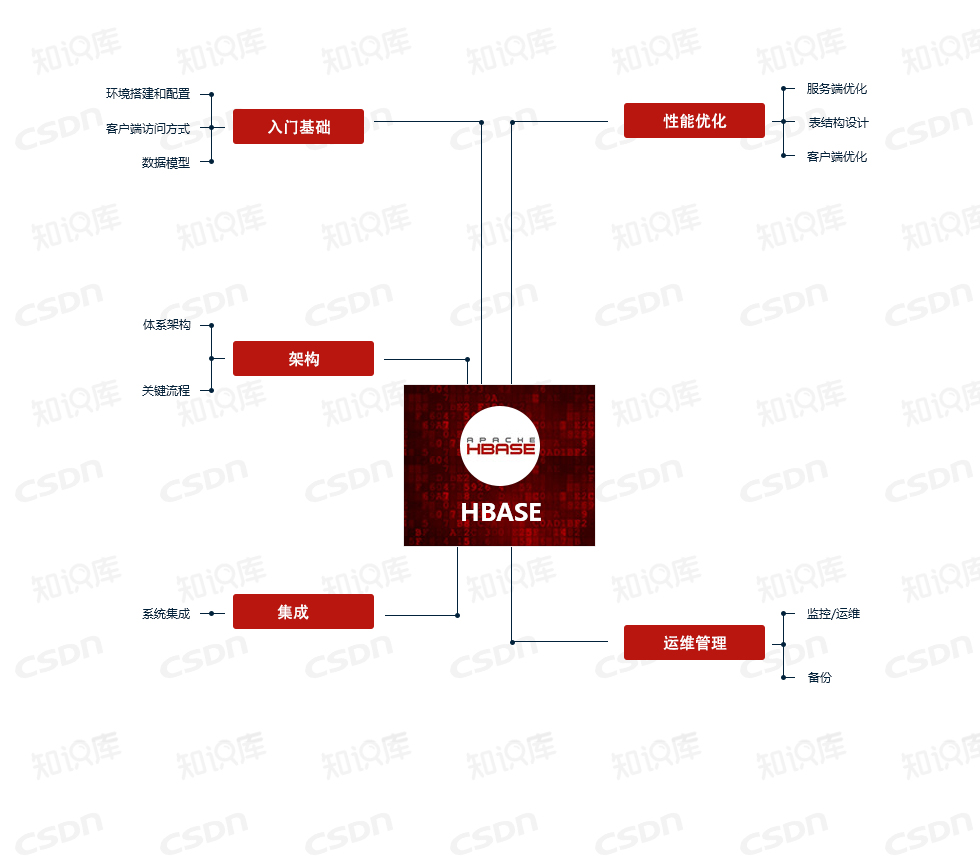 环境搭建和配置
客户端访问方式
数据模型
入门基础
性能优化
服务端优化
表结构设计
客户端优化
体系架构
关键流程
架构
APACHE
HBASE
HBASE
系统集成
集成
运维管理
监控/运维
备份
知识库
CSDN